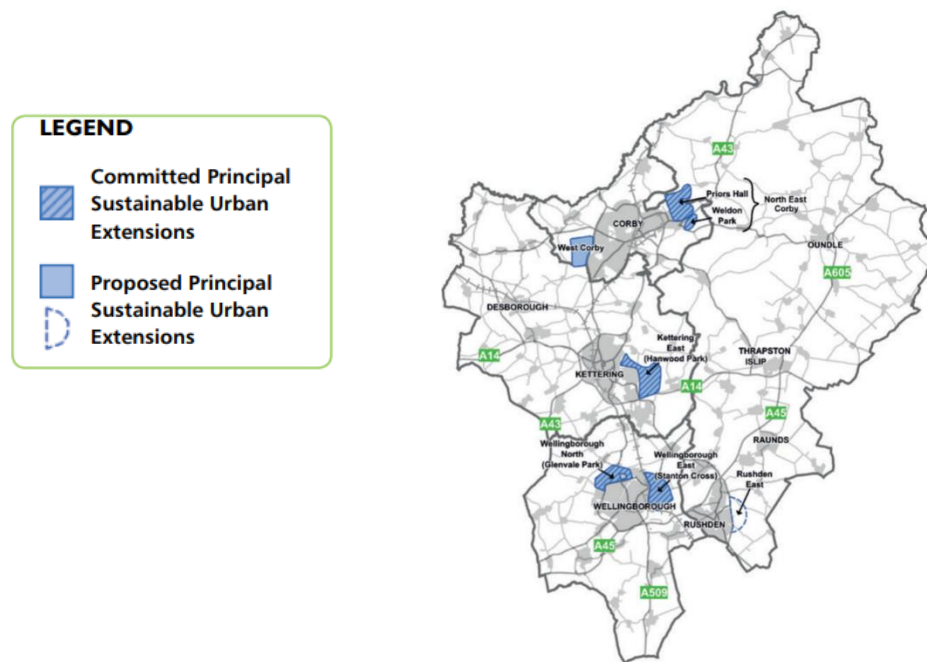 LEGEND
Committed Principal
Sustainable Urban
Extensions
Proposed Principal
Sustainable Urban
Extensions
A43
Priors Hall
North East
Corby
Weldon
Park
CORBY
West Corby
OUNDLE
A605
DESBOROUGH
Kettering
East
(Hanwood Park)
THRAPSTON
ISLIP
A14
KETTERING
A14
A45
A43
RAUNDS
Wellingborough
North
(Glenvale Park)
Wellingborough
East
(Stanton Cross)
Rushden
East
WELLINGBOROUGH
RUSHDEN
A45
A509